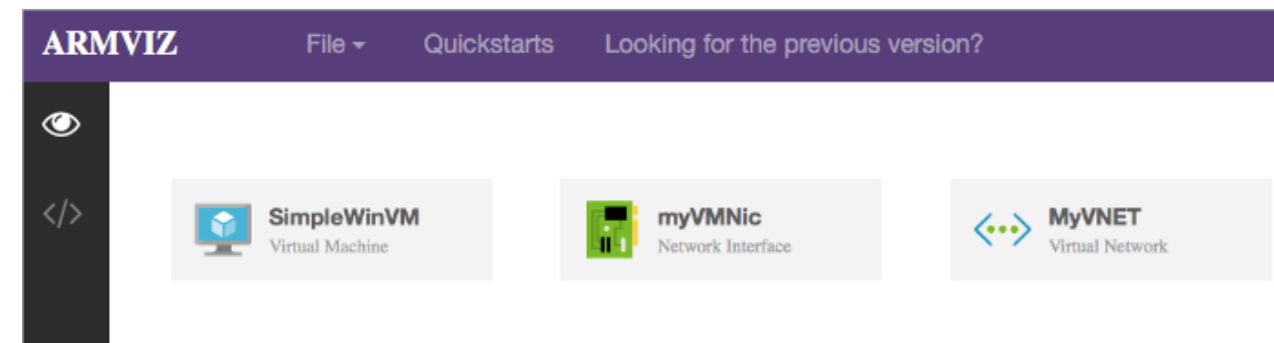 ARMVIZ File Quickstarts Looking for the previous version?
</>
SimpleWinVM
Virtual Machine
myVMNic
Network Interface
MyVNET
Virtual Network